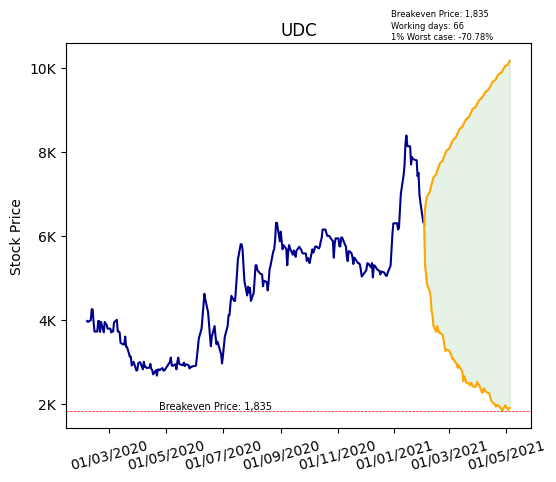 Breakeven Price: 1,835
Working days: 66
1% Worst case: -70.78%
UDC
Stock Price
10K
8K
6K
4K
2K
Breakeven Price: 1,835
01/03/2020
01/05/2020
01/07/2020
01/09/2020
01/11/2020
01/01/2021
01/03/2021
01/05/2021